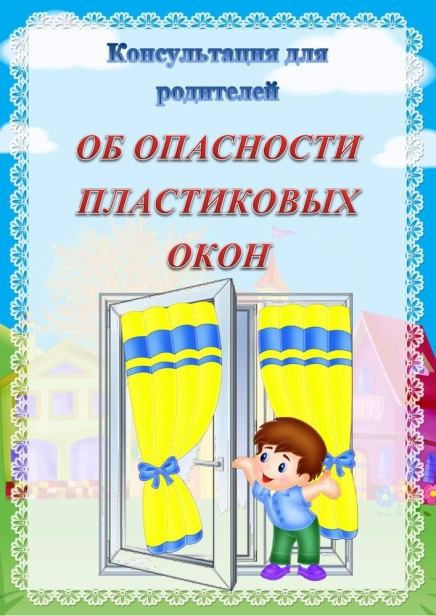 Консультация для
родителей
ОБ ОПАСНОСТИ
ПЛАСТИКОВЫХ
ОКОН